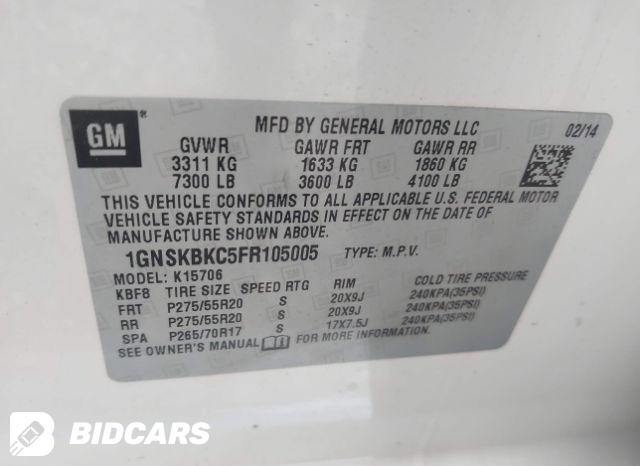 GM®
MFD BY GENERAL MOTORS LLC 02/14
GVWR GAWR FRT GAWR RR
3311 KG 1633 KG 1860 KG
7300 LB 3600 LB 4100 LB
THIS VEHICLE CONFORMS TO ALL APPLICABLE U.S. FEDERAL MOTOR
VEHICLE SAFETY STANDARDS IN EFFECT ON THE DATE OF
MANUFACTURE SHOWN ABOVE.
1GNSKBKC5FR105005 TYPE: M.P.V.
MODEL: K15706
KBF8 TIRE SIZE SPEED RTG RIM COLD TIRE PRESSURE
FRT P275/55R20 S 20X9J 240KPA(35PSI)
RR P275/55R20 S 20X9J 240KPA(35PSI)
SPA P265/70R17 S 17X7.5J 240KPA(35PSI)
SEE OWNER'S MANUAL
BIDCARS